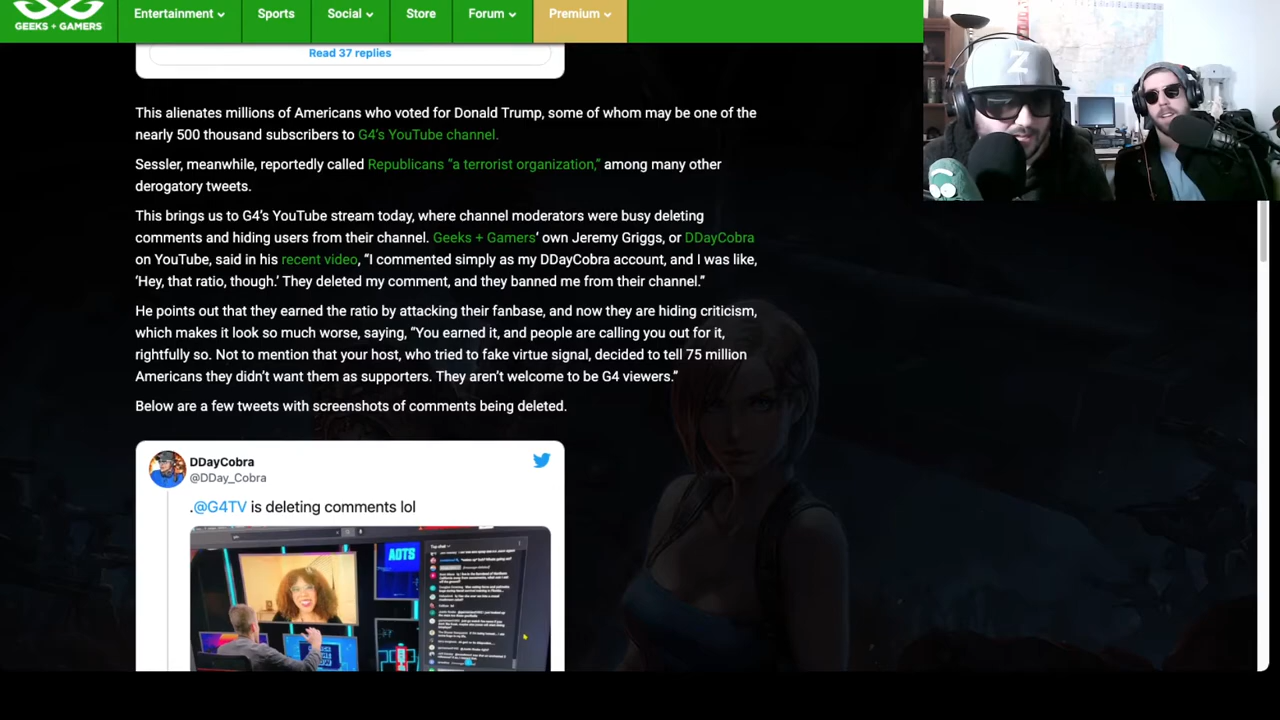 GEEKS + GAMERS
Entertainment
Sports
Social
Store
Forum
Premium
Z
Read 37 replies
This alienates millions of Americans who voted for Donald Trump, some of whom may be one of the
nearly 500 thousand subscribers to G4’s YouTube channel.
Sessler, meanwhile, reportedly called Republicans “a terrorist organization,” among many other
derogatory tweets.
This brings us to G4’s YouTube stream today, where channel moderators were busy deleting
comments and hiding users from their channel. Geeks + Gamers‘ own Jeremy Griggs, or DDayCobra
on YouTube, said in his recent video, “I commented simply as my DDayCobra account, and I was like,
‘Hey, that ratio, though.’ They deleted my comment, and they banned me from their channel.”
He points out that they earned the ratio by attacking their fanbase, and now they are hiding criticism,
which makes it look so much worse, saying, “You earned it, and people are calling you out for it,
rightfully so. Not to mention that your host, who tried to fake virtue signal, decided to tell 75 million
Americans they didn’t want them as supporters. They aren’t welcome to be G4 viewers.”
Below are a few tweets with screenshots of comments being deleted.
DDayCobra
@DDay_Cobra
.@G4TV is deleting comments lol
AOTS